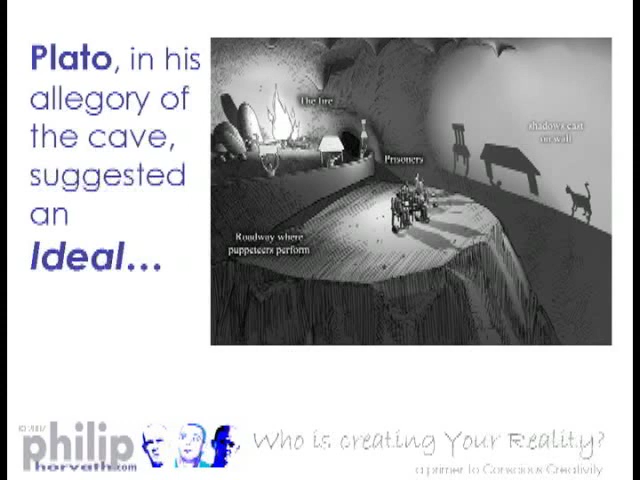 Plato, in his
allegory of
the cave,
suggested
an
Ideal...
The fire
Prisoners
shadows cast
on wall
Roadway where
puppeteers perform
© 2007
philip
horvath.com
Who is creating Your Reality?
a primer to Conscious Creativity